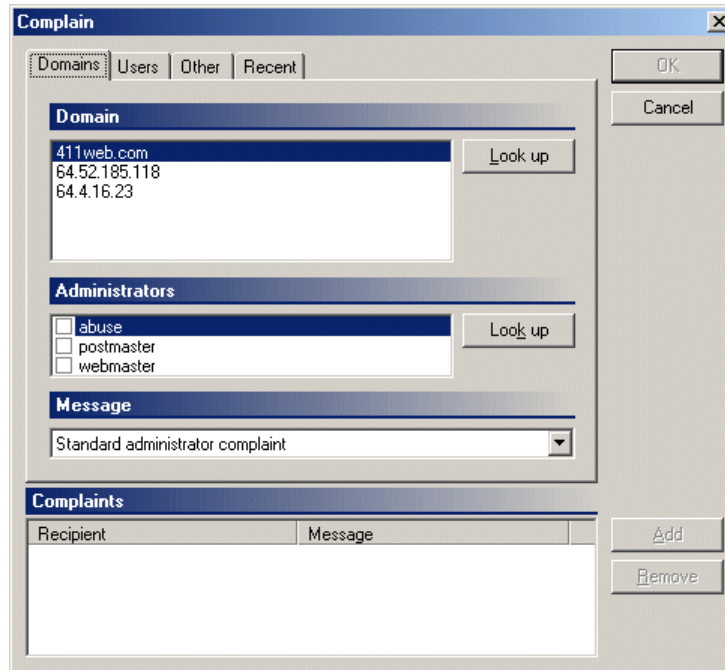 Complain
Domains Users Other Recent
OK
Cancel
Domain
411web.com
64.52.185.118
64.4.16.23
Look up
Administrators
abuse
postmaster
webmaster
Look up
Message
Standard administrator complaint
Complaints
Recipient Message
Add
Remove